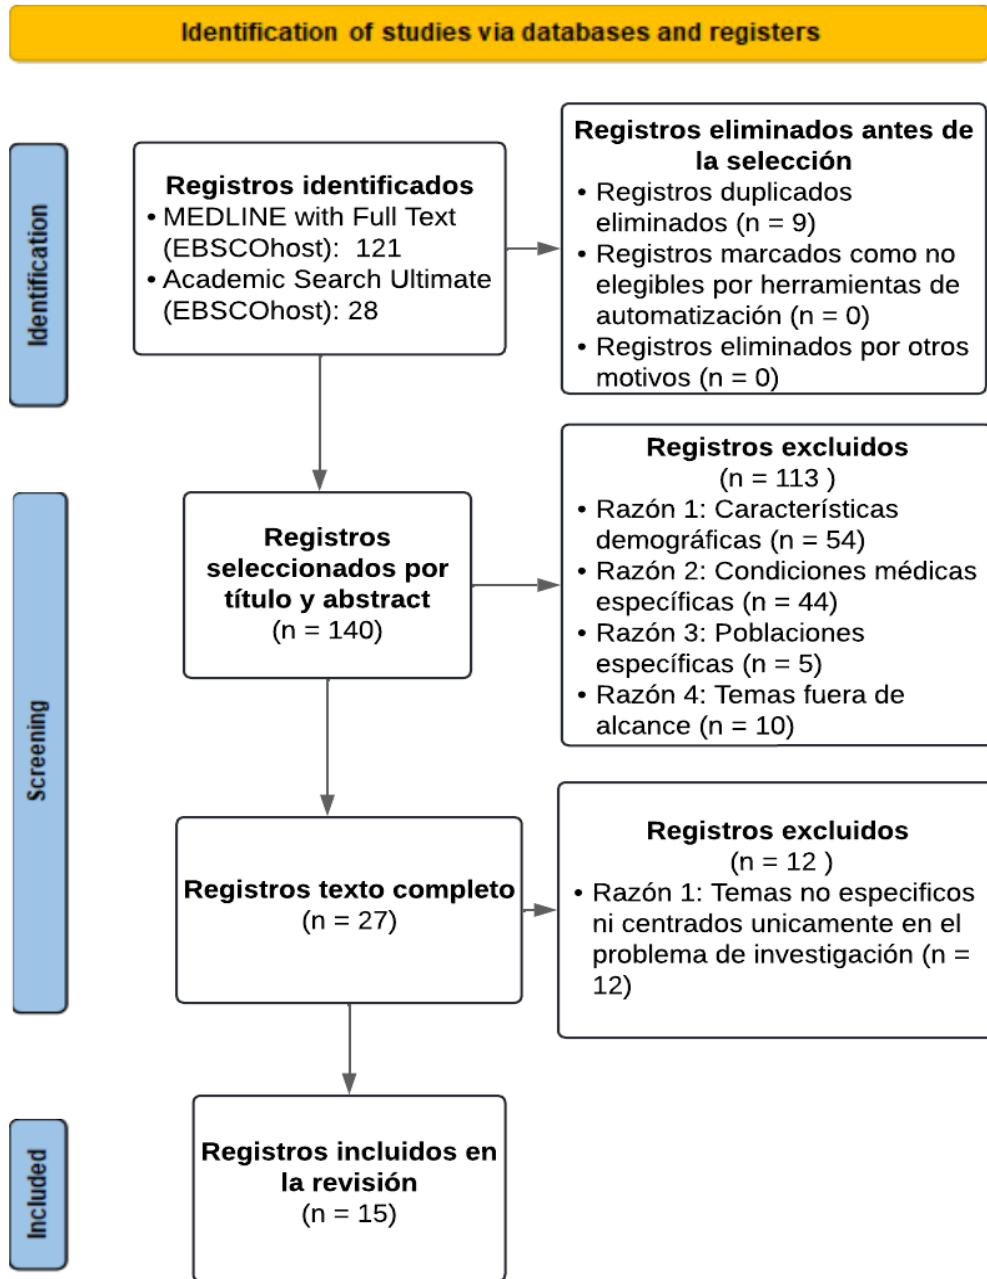 Identification of studies via databases and registers
Identification
Registros identificados
• MEDLINE with Full Text
(EBSCOhost):  121
• Academic Search Ultimate
(EBSCOhost): 28
Registros eliminados antes de
la selección
• Registros duplicados
eliminados (n = 9)
• Registros marcados como no
elegibles por herramientas de
automatización (n = 0)
• Registros eliminados por otros
motivos (n = 0)
Screening
Registros
seleccionados por
título y abstract
(n = 140)
Registros excluidos
(n = 113 )
• Razón 1: Características
demográficas (n = 54)
• Razón 2: Condiciones médicas
específicas (n = 44)
• Razón 3: Poblaciones
específicas (n = 5)
• Razón 4: Temas fuera de
alcance (n = 10)
Registros texto completo
(n = 27)
Registros excluidos
(n = 12 )
• Razón 1: Temas no especificos
ni centrados unicamente en el
problema de investigación (n =
12)
Included
Registros incluidos en
la revisión
(n = 15)